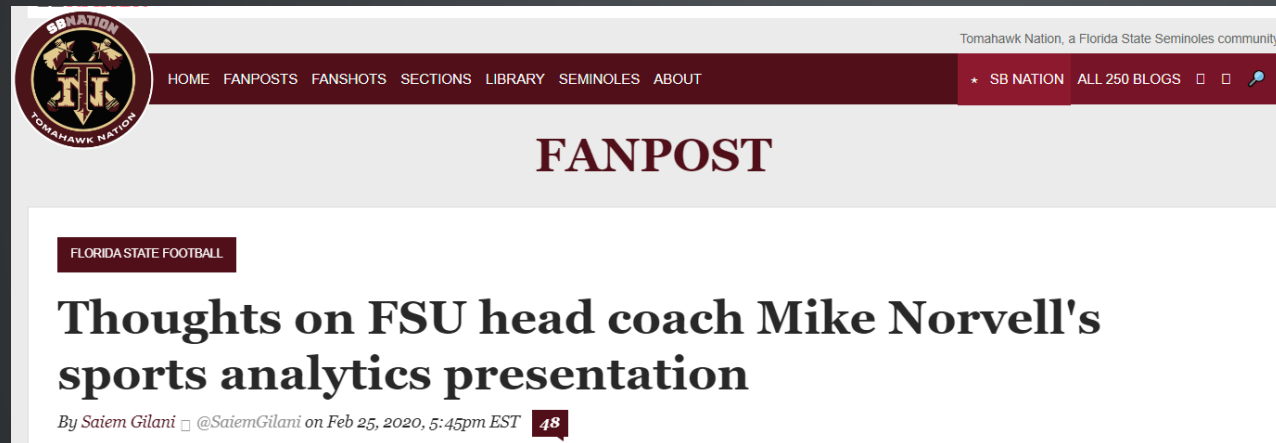 SBNATION
TOMAHAWK NATION
Tomahawk Nation, a Florida State Seminoles community
HOME FANPOSTS FANSHOTS SECTIONS LIBRARY SEMINOLES ABOUT
★ SB NATION ALL 250 BLOGS
FANPOST
FLORIDA STATE FOOTBALL
Thoughts on FSU head coach Mike Norvell's
sports analytics presentation
By Saiem Gilani @SaiemGilani on Feb 25, 2020, 5:45pm EST 48